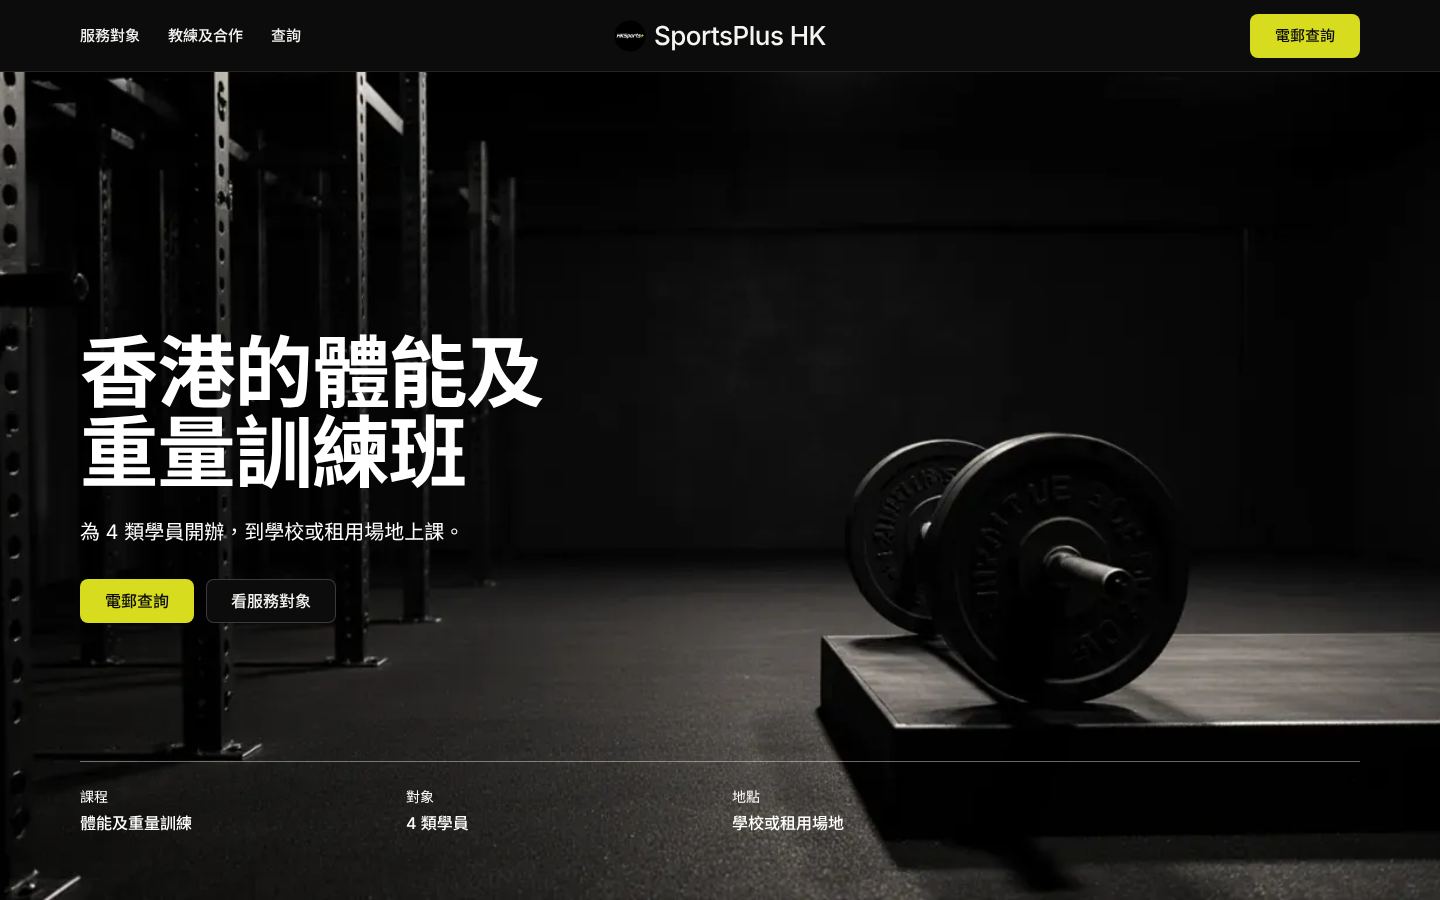 服務對象
教練及合作
查詢
HKSports+
SportsPlus HK
電郵查詢
香港的體能及
重量訓練班
為 4 類學員開辦，到學校或租用場地上課。
電郵查詢
看服務對象
課程
體能及重量訓練
對象
4 類學員
地點
學校或租用場地